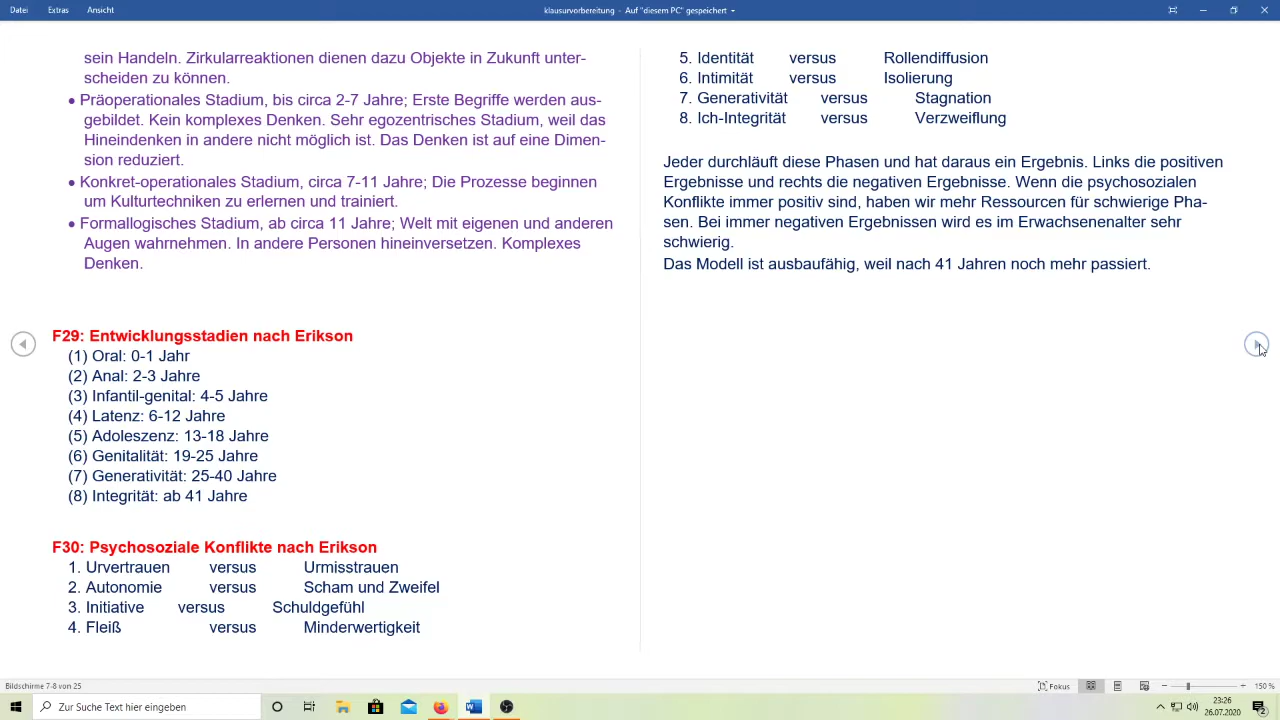 Datei Extras Ansicht
klausurvorbereitung - Auf "diesem PC" gespeichert
sein Handeln. Zirkularreaktionen dienen dazu Objekte in Zukunft unter-
scheiden zu können.
• Präoperationales Stadium, bis circa 2-7 Jahre; Erste Begriffe werden aus-
gebildet. Kein komplexes Denken. Sehr egozentrisches Stadium, weil das
Hineindenken in andere nicht möglich ist. Das Denken ist auf eine Dimen-
sion reduziert.
• Konkret-operationales Stadium, circa 7-11 Jahre; Die Prozesse beginnen
um Kulturtechniken zu erlernen und trainiert.
• Formallogisches Stadium, ab circa 11 Jahre; Welt mit eigenen und anderen
Augen wahrnehmen. In andere Personen hineinversetzen. Komplexes
Denken.
F29: Entwicklungsstadien nach Erikson
(1) Oral: 0-1 Jahr
(2) Anal: 2-3 Jahre
(3) Infantil-genital: 4-5 Jahre
(4) Latenz: 6-12 Jahre
(5) Adoleszenz: 13-18 Jahre
(6) Genitalität: 19-25 Jahre
(7) Generativität: 25-40 Jahre
(8) Integrität: ab 41 Jahre
F30: Psychosoziale Konflikte nach Erikson
1. Urvertrauen versus Urmisstrauen
2. Autonomie versus Scham und Zweifel
3. Initiative versus Schuldgefühl
4. Fleiß versus Minderwertigkeit
5. Identität versus Rollendiffusion
6. Intimität versus Isolierung
7. Generativität versus Stagnation
8. Ich-Integrität versus Verzweiflung
Jeder durchläuft diese Phasen und hat daraus ein Ergebnis. Links die positiven
Ergebnisse und rechts die negativen Ergebnisse. Wenn die psychosozialen
Konflikte immer positiv sind, haben wir mehr Ressourcen für schwierige Pha-
sen. Bei immer negativen Ergebnissen wird es im Erwachsenenalter sehr
schwierig.
Das Modell ist ausbaufähig, weil nach 41 Jahren noch mehr passiert.
Bildschirme 7-8 von 25
Fokus
150 %
Zur Suche Text hier eingeben
23:26
26.07.2020
2